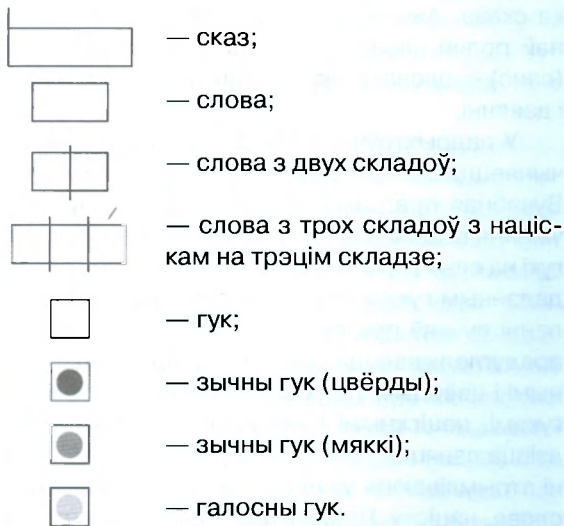 — сказ;
— слова;
— слова з двух складоў;
— слова з трох складоў з націс-
кам на трэцім складзе;
— гук;
— зычны гук (цвёрды);
— зычны гук (мяккі);
— галосны гук.